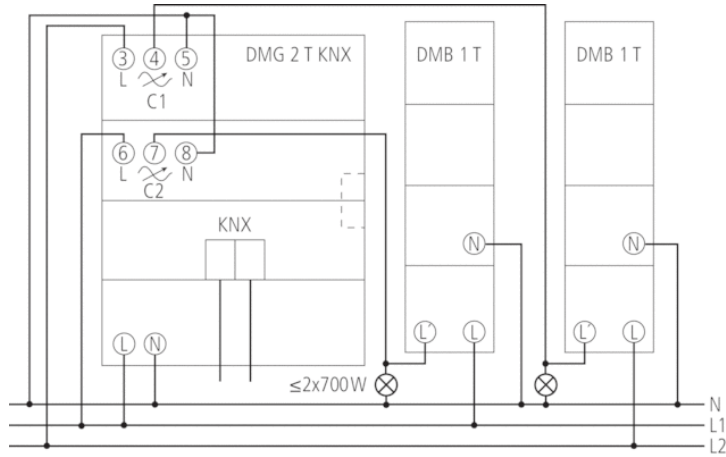 DMG 2 T KNX
DMB 1 T
DMB 1 T
3 4 5
L N
C1
6 7 8
L N
C2
KNX
N
N
L N
L´ L
L´ L
≤2x700W
N
L1
L2